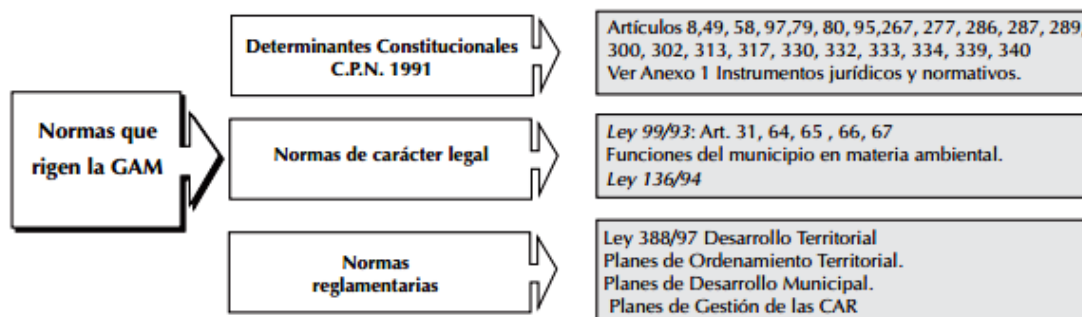 Normas que
rigen la GAM
Determinantes Constitucionales
C.P.N. 1991
Artículos 8,49, 58, 97,79, 80, 95,267, 277, 286, 287, 289,
300, 302, 313, 317, 330, 332, 333, 334, 339, 340
Ver Anexo 1 Instrumentos jurídicos y normativos.
Normas de carácter legal
Ley 99/93: Art. 31, 64, 65 , 66, 67
Funciones del municipio en materia ambiental.
Ley 136/94
Normas
reglamentarias
Ley 388/97 Desarrollo Territorial
Planes de Ordenamiento Territorial.
Planes de Desarrollo Municipal.
Planes de Gestión de las CAR